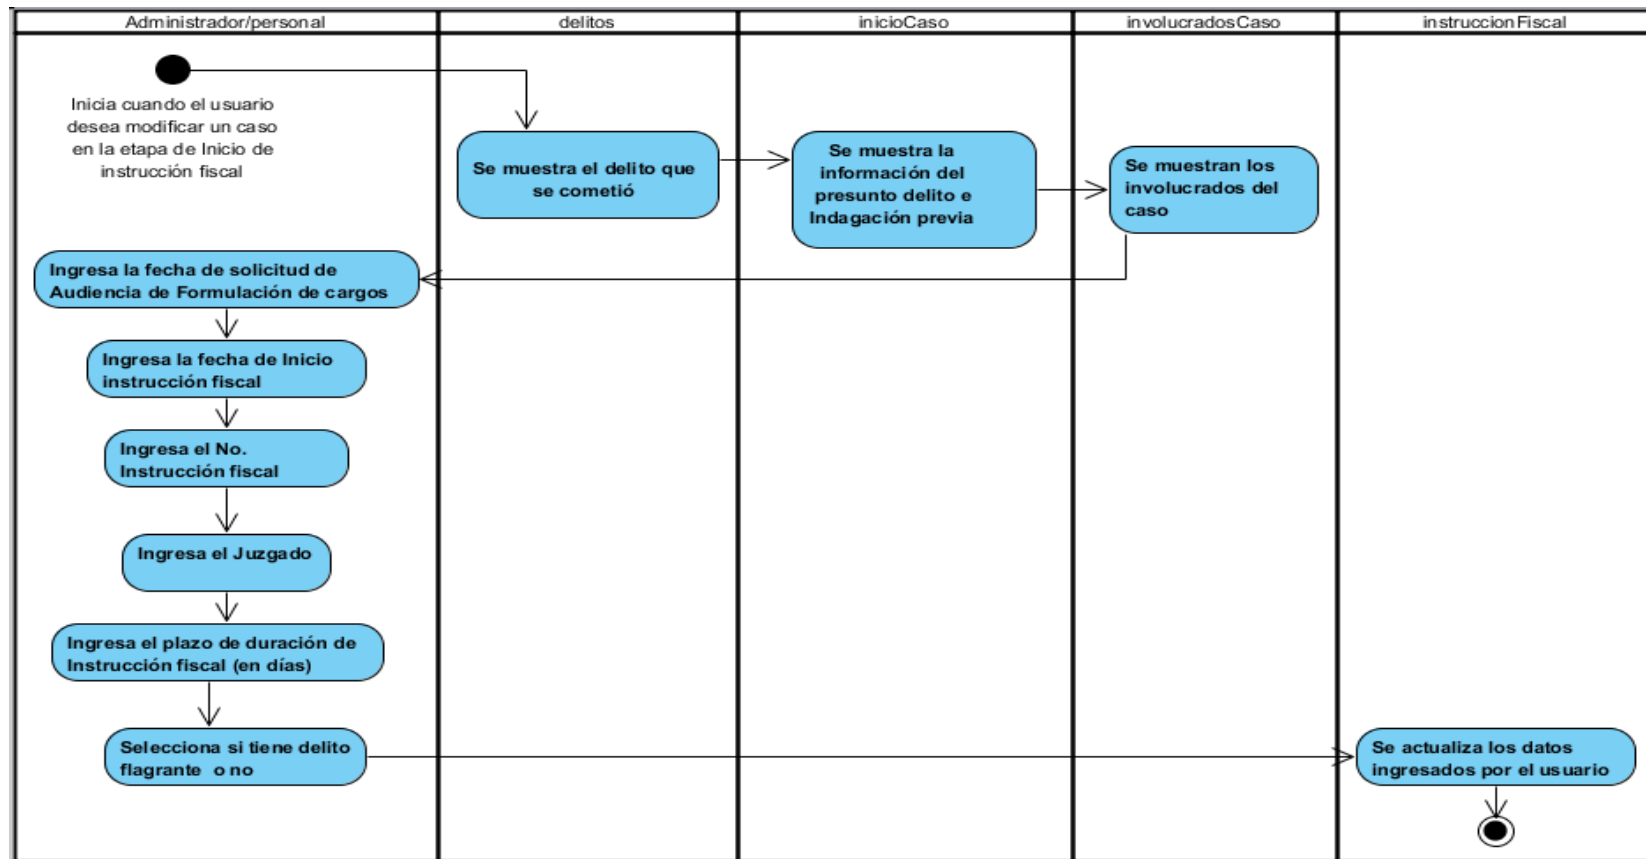 Administrador/personal
delitos
inicioCaso
involucradosCaso
instruccionFiscal
Inicia cuando el usuario
desea modificar un caso
en la etapa de Inicio de
instrucción fiscal
Se muestra el delito que
se cometió
Se muestra la
información del
presunto delito e
Indagación previa
Se muestran los
involucrados del
caso
Ingresa la fecha de solicitud de
Audiencia de Formulación de cargos
Ingresa la fecha de Inicio
instrucción fiscal
Ingresa el No.
Instrucción fiscal
Ingresa el Juzgado
Ingresa el plazo de duración de
Instrucción fiscal (en días)
Selecciona si tiene delito
flagrante o no
Se actualiza los datos
ingresados por el usuario